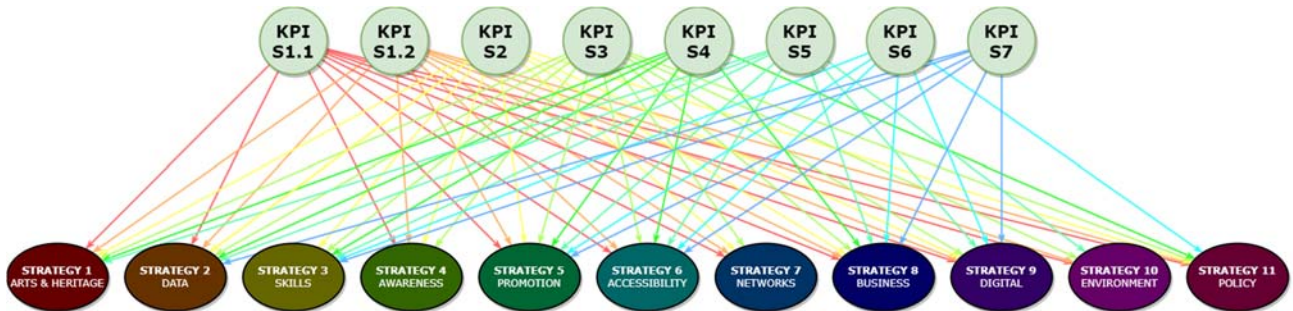 KPI
S1.1
KPI
S1.2
KPI
S2
KPI
S3
KPI
S4
KPI
S5
KPI
S6
KPI
S7
STRATEGY 1
ARTS & HERITAGE
STRATEGY 2
DATA
STRATEGY 3
SKILLS
STRATEGY 4
AWARENESS
STRATEGY 5
PROMOTION
STRATEGY 6
ACCESSIBILITY
STRATEGY 7
NETWORKS
STRATEGY 8
BUSINESS
STRATEGY 9
DIGITAL
STRATEGY 10
ENVIRONMENT
STRATEGY 11
POLICY